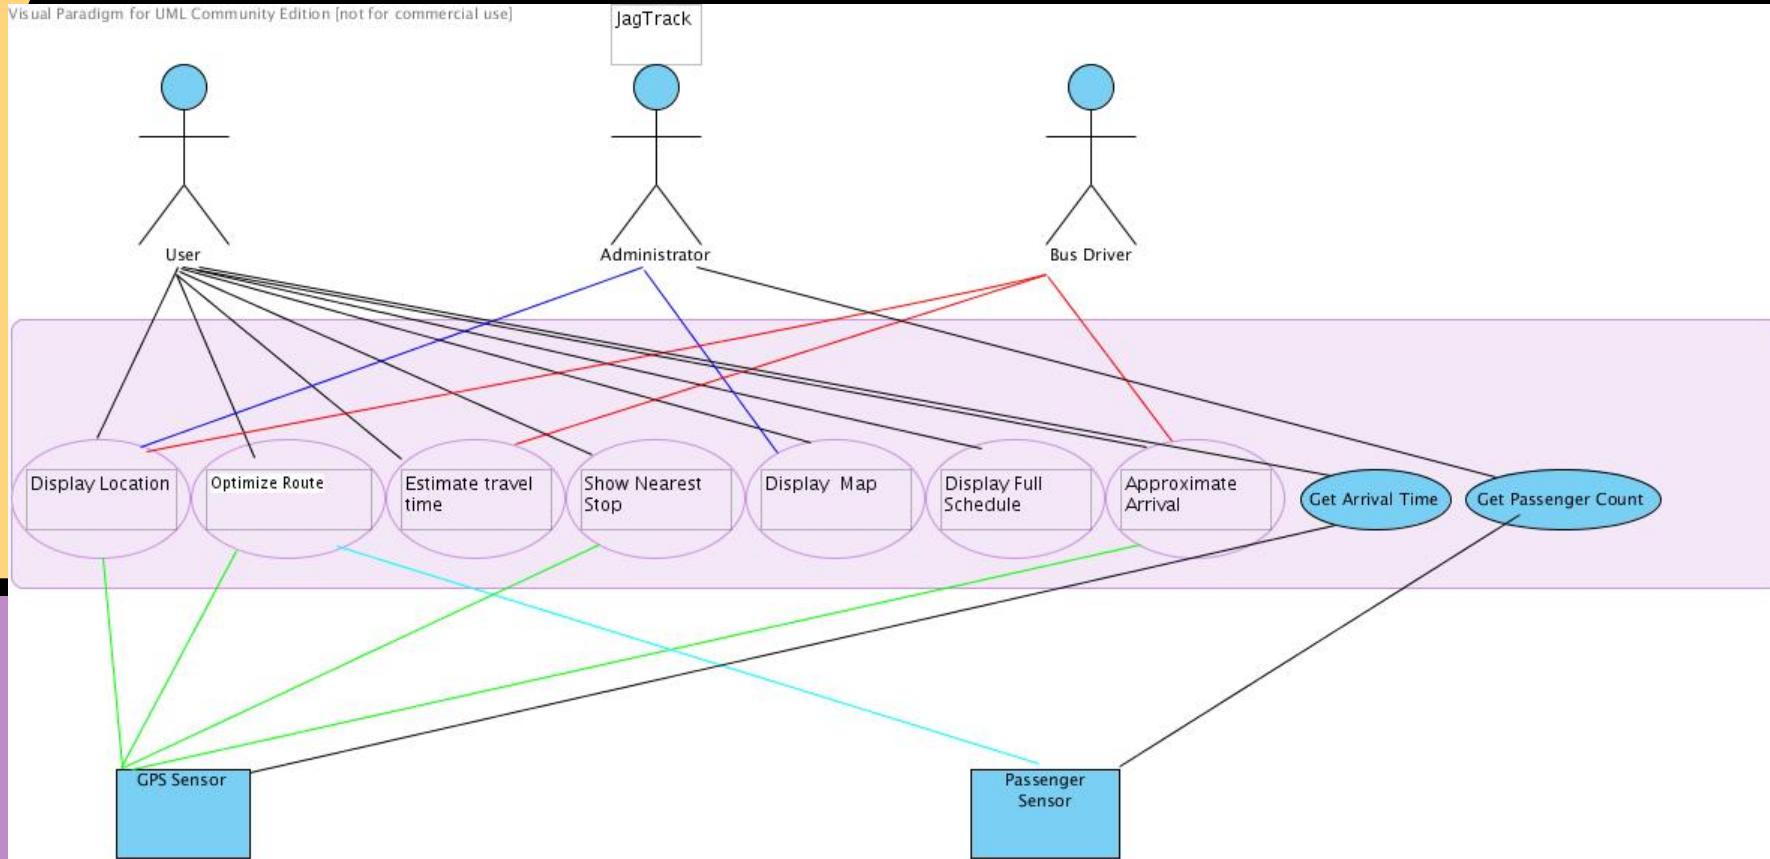 Visual Paradigm for UML Community Edition [not for commercial use]
JagTrack
User
Administrator
Bus Driver
Display Location
Optimize Route
Estimate travel
time
Show Nearest
Stop
Display Map
Display Full
Schedule
Approximate
Arrival
Get Arrival Time
Get Passenger Count
GPS Sensor
Passenger
Sensor